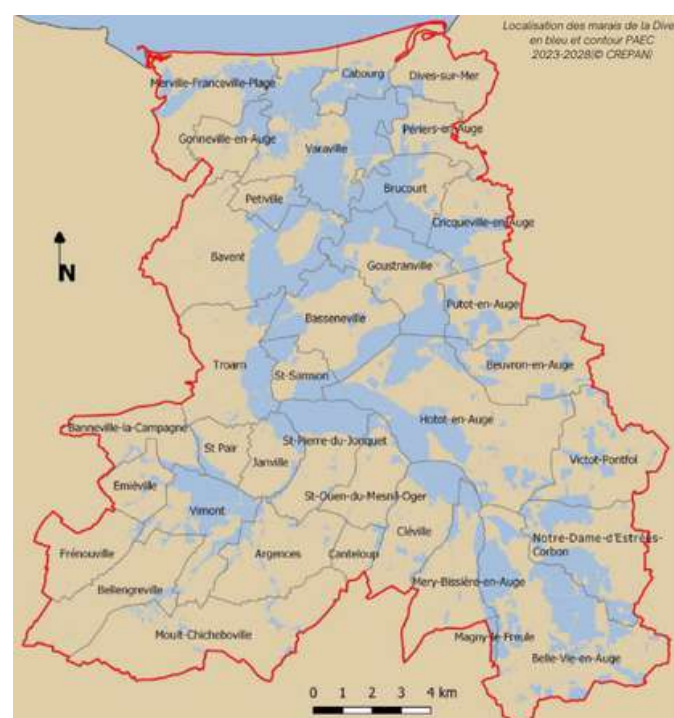 Localisation des marais de la Dive
en bleu et contour PAEC
2023-2028(© CREPAN)
Merville-Franceville-Plage
Cabourg
Dives-sur-Mer
Gonneville-en-Auge
Varaville
Périers-en-Auge
Petiville
Brucourt
Cricqueville-en-Auge
Bavent
Goustranville
N
Putot-en-Auge
Basseneville
Troarn
St-Samson
Beuvron-en-Auge
Banneville-la-Campagne
Hotot-en-Auge
St Pair
St-Pierre-du-Jonquet
Janville
Victot-Pontfol
Emiéville
St-Ouen-du-Mesnil-Oger
Vimont
Cléville
Notre-Dame-d'Estrées-
Corbon
Frénouville
Argences
Canteloup
Bellengreville
Mery-Bissière-en-Auge
Moult-Chicheboville
Magny-le-Freule
Belle-Vie-en-Auge
0 1 2 3 4 km